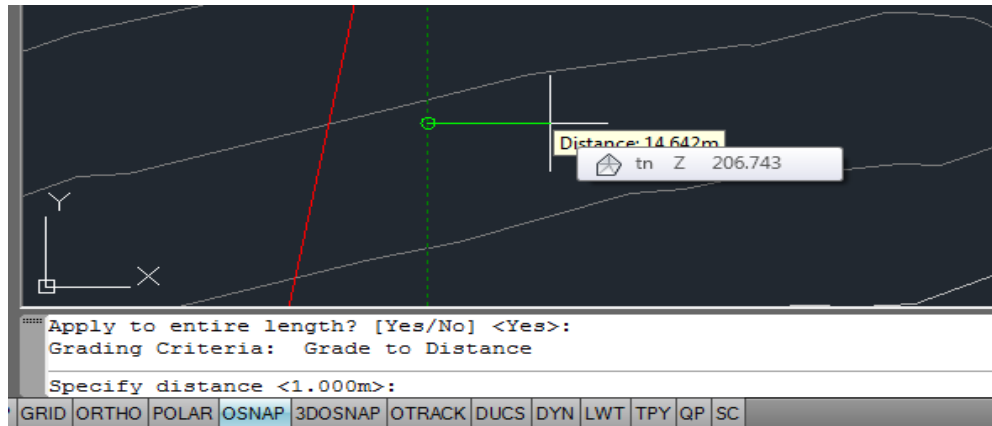 Distance: 14.642m
tn Z 206.743
Y
X
Apply to entire length? [Yes/No] <Yes>:
Grading Criteria: Grade to Distance
Specify distance <1.000m>:
GRID ORTHO POLAR OSNAP 3DOSNAP OTRACK DUCS DYN LWT TPY QP SC